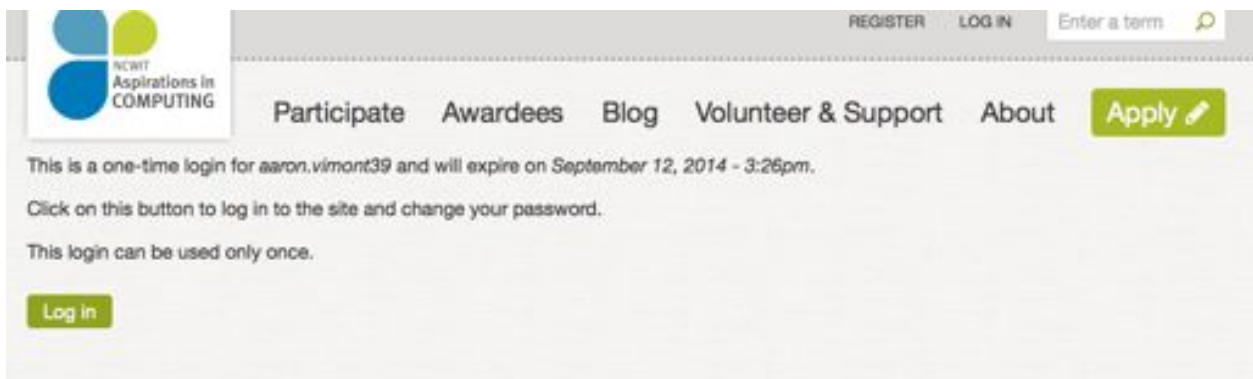 REGISTER LOG IN Enter a term
NCWIT
Aspirations in
COMPUTING
Participate Awardees Blog Volunteer & Support About Apply
This is a one-time login for aaron.vimont39 and will expire on September 12, 2014 - 3:26pm.
Click on this button to log in to the site and change your password.
This login can be used only once.
Log in